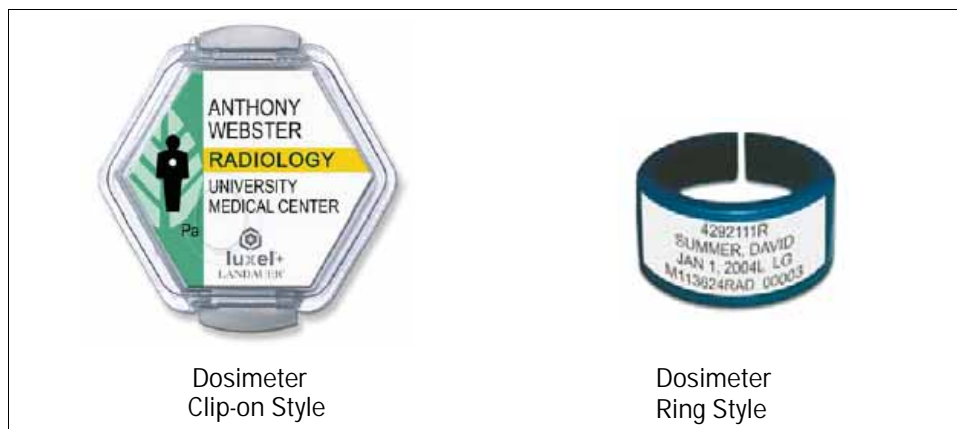 ANTHONY
WEBSTER
RADIOLOGY
UNIVERSITY
MEDICAL CENTER
Pa
luxel+
LANDAUER®
4292111R
SUMMER, DAVID
JAN 1, 2004L LG
M113624RAD 00003
Dosimeter
Clip-on Style
Dosimeter
Ring Style